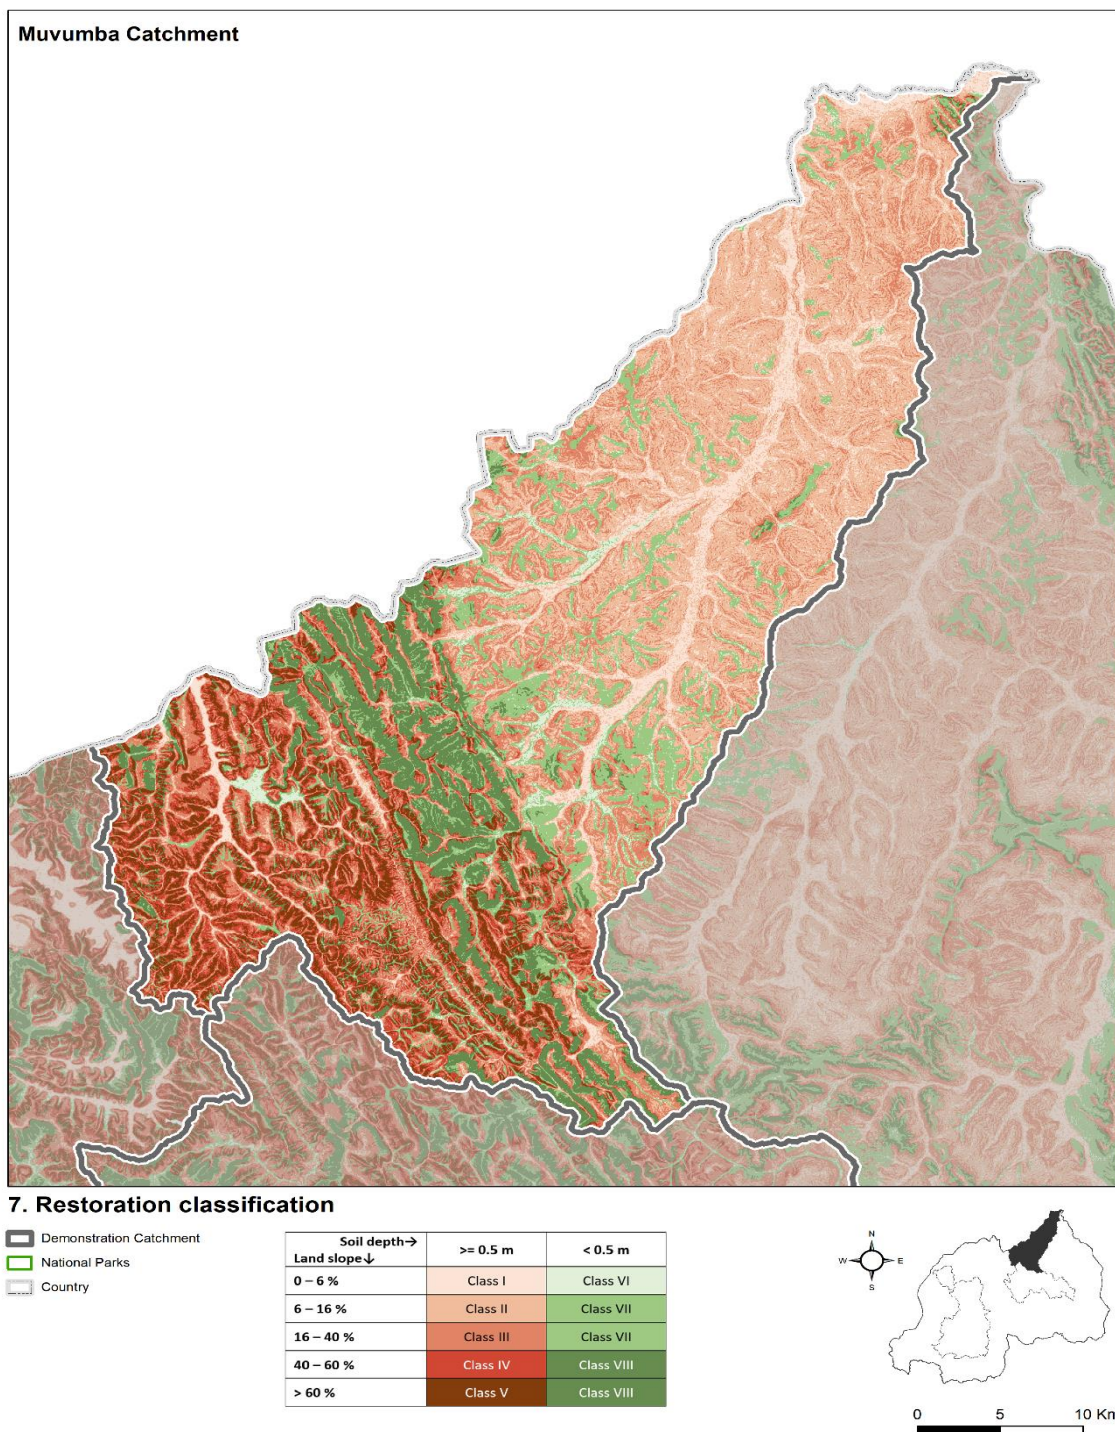 Muvumba Catchment
7. Restoration classification
Demonstration Catchment
National Parks
Country
Soil depth→
Land slope↓
>= 0.5 m
< 0.5 m
0 – 6 %
Class I
Class VI
6 – 16 %
Class II
Class VII
16 – 40 %
Class III
Class VII
40 – 60 %
Class IV
Class VIII
> 60 %
Class V
Class VIII
N
W
E
S
0 5 10 Km